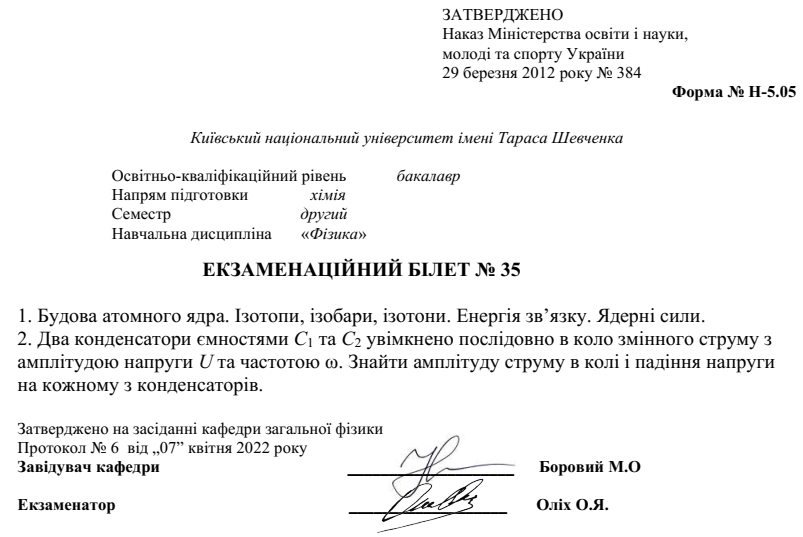 ЗАТВЕРДЖЕНО
Наказ Міністерства освіти і науки,
молоді та спорту України
29 березня 2012 року № 384
Форма № Н-5.05
Київський національний університет імені Тараса Шевченка
Освітньо-кваліфікаційний рівень бакалавр
Напрям підготовки хімія
Семестр другий
Навчальна дисципліна «Фізика»
ЕКЗАМЕНАЦІЙНИЙ БІЛЕТ № 35
1. Будова атомного ядра. Ізотопи, ізобари, ізотони. Енергія зв’язку. Ядерні сили.
2. Два конденсатори ємностями C1 та C2 увімкнено послідовно в коло змінного струму з
амплітудою напруги U та частотою ω. Знайти амплітуду струму в колі і падіння напруги
на кожному з конденсаторів.
Затверджено на засіданні кафедри загальної фізики
Протокол № 6 від „07” квітня 2022 року
Завідувач кафедри Боровий М.О
Екзаменатор Оліх О.Я.